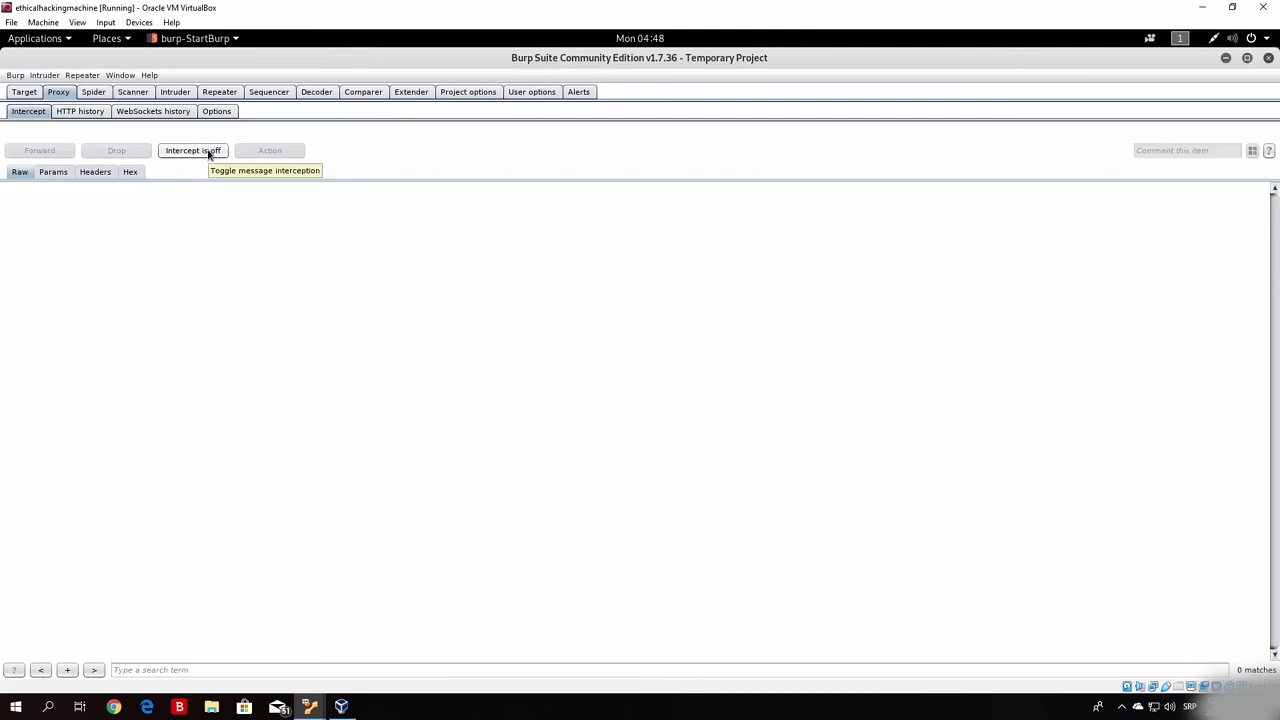 ethicalhackingmachine [Running] - Oracle VM VirtualBox
File Machine View Input Devices Help
Applications Places burp-StartBurp Mon 04:48 1
Burp Suite Community Edition v1.7.36 - Temporary Project
Burp Intruder Repeater Window Help
Target Proxy Spider Scanner Intruder Repeater Sequencer Decoder Comparer Extender Project options User options Alerts
Intercept HTTP history WebSockets history Options
Forward Drop Intercept is off Action Comment this item ?
Toggle message interception
Raw Params Headers Hex
? < + > Type a search term 0 matches
B 51 SRP